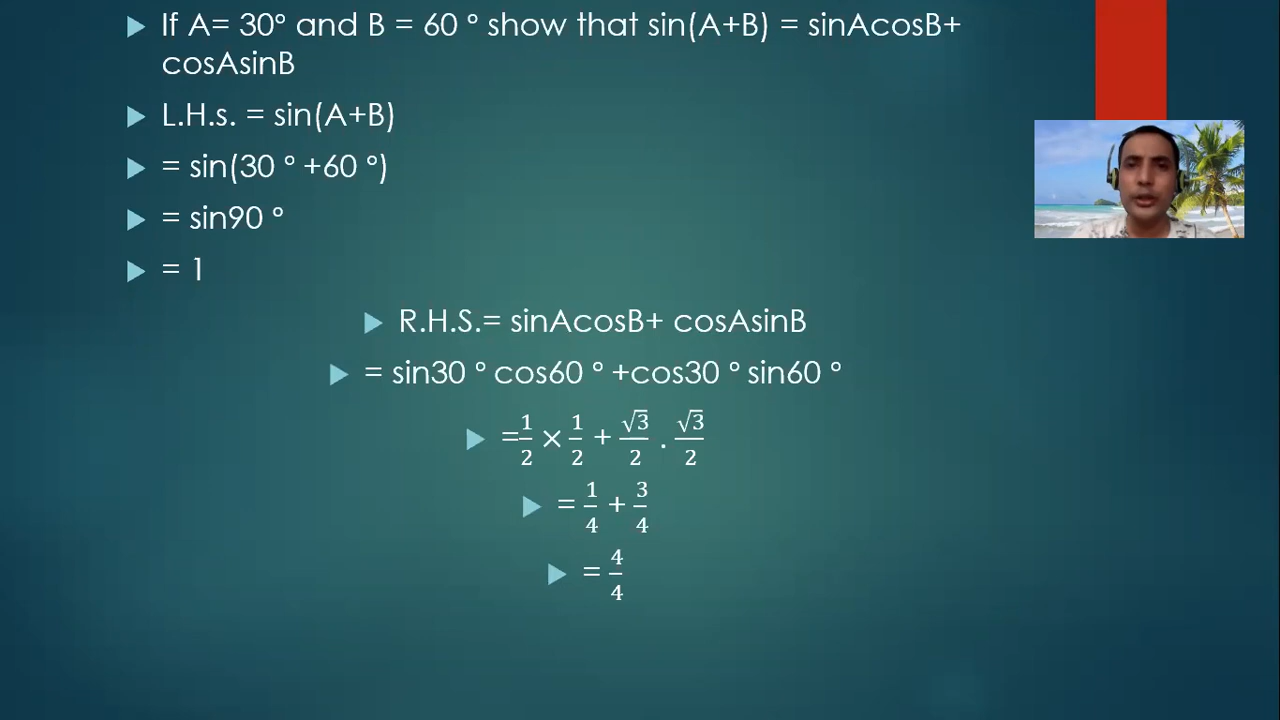 If A= 30° and B = 60 ° show that sin(A+B) = sinAcosB+
cosAsinB
L.H.s. = sin(A+B)
= sin(30 ° +60 °)
= sin90 °
= 1
R.H.S.= sinAcosB+ cosAsinB
= sin30 ° cos60 ° +cos30 ° sin60 °
=1/2 × 1/2 + √3/2 . √3/2
= 1/4 + 3/4
= 4/4